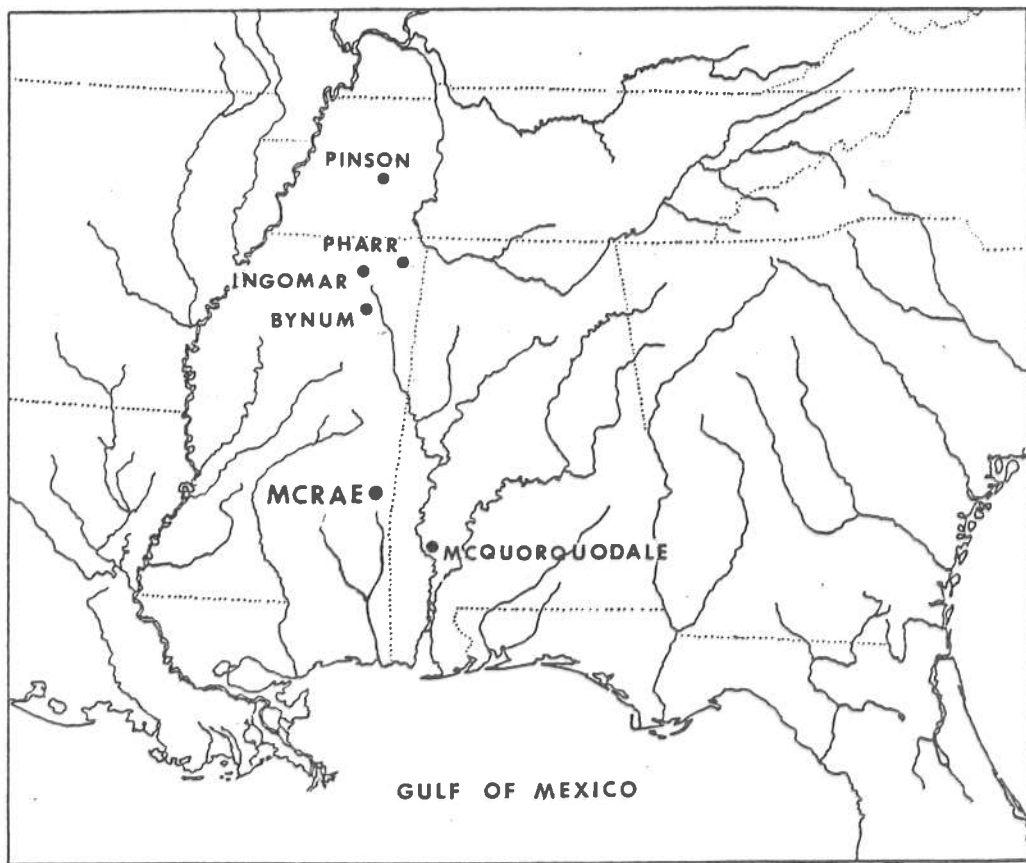 PINSON
PHARR
INGOMAR
BYNUM
MCRAE
MCQUORQUODALE
GULF OF MEXICO